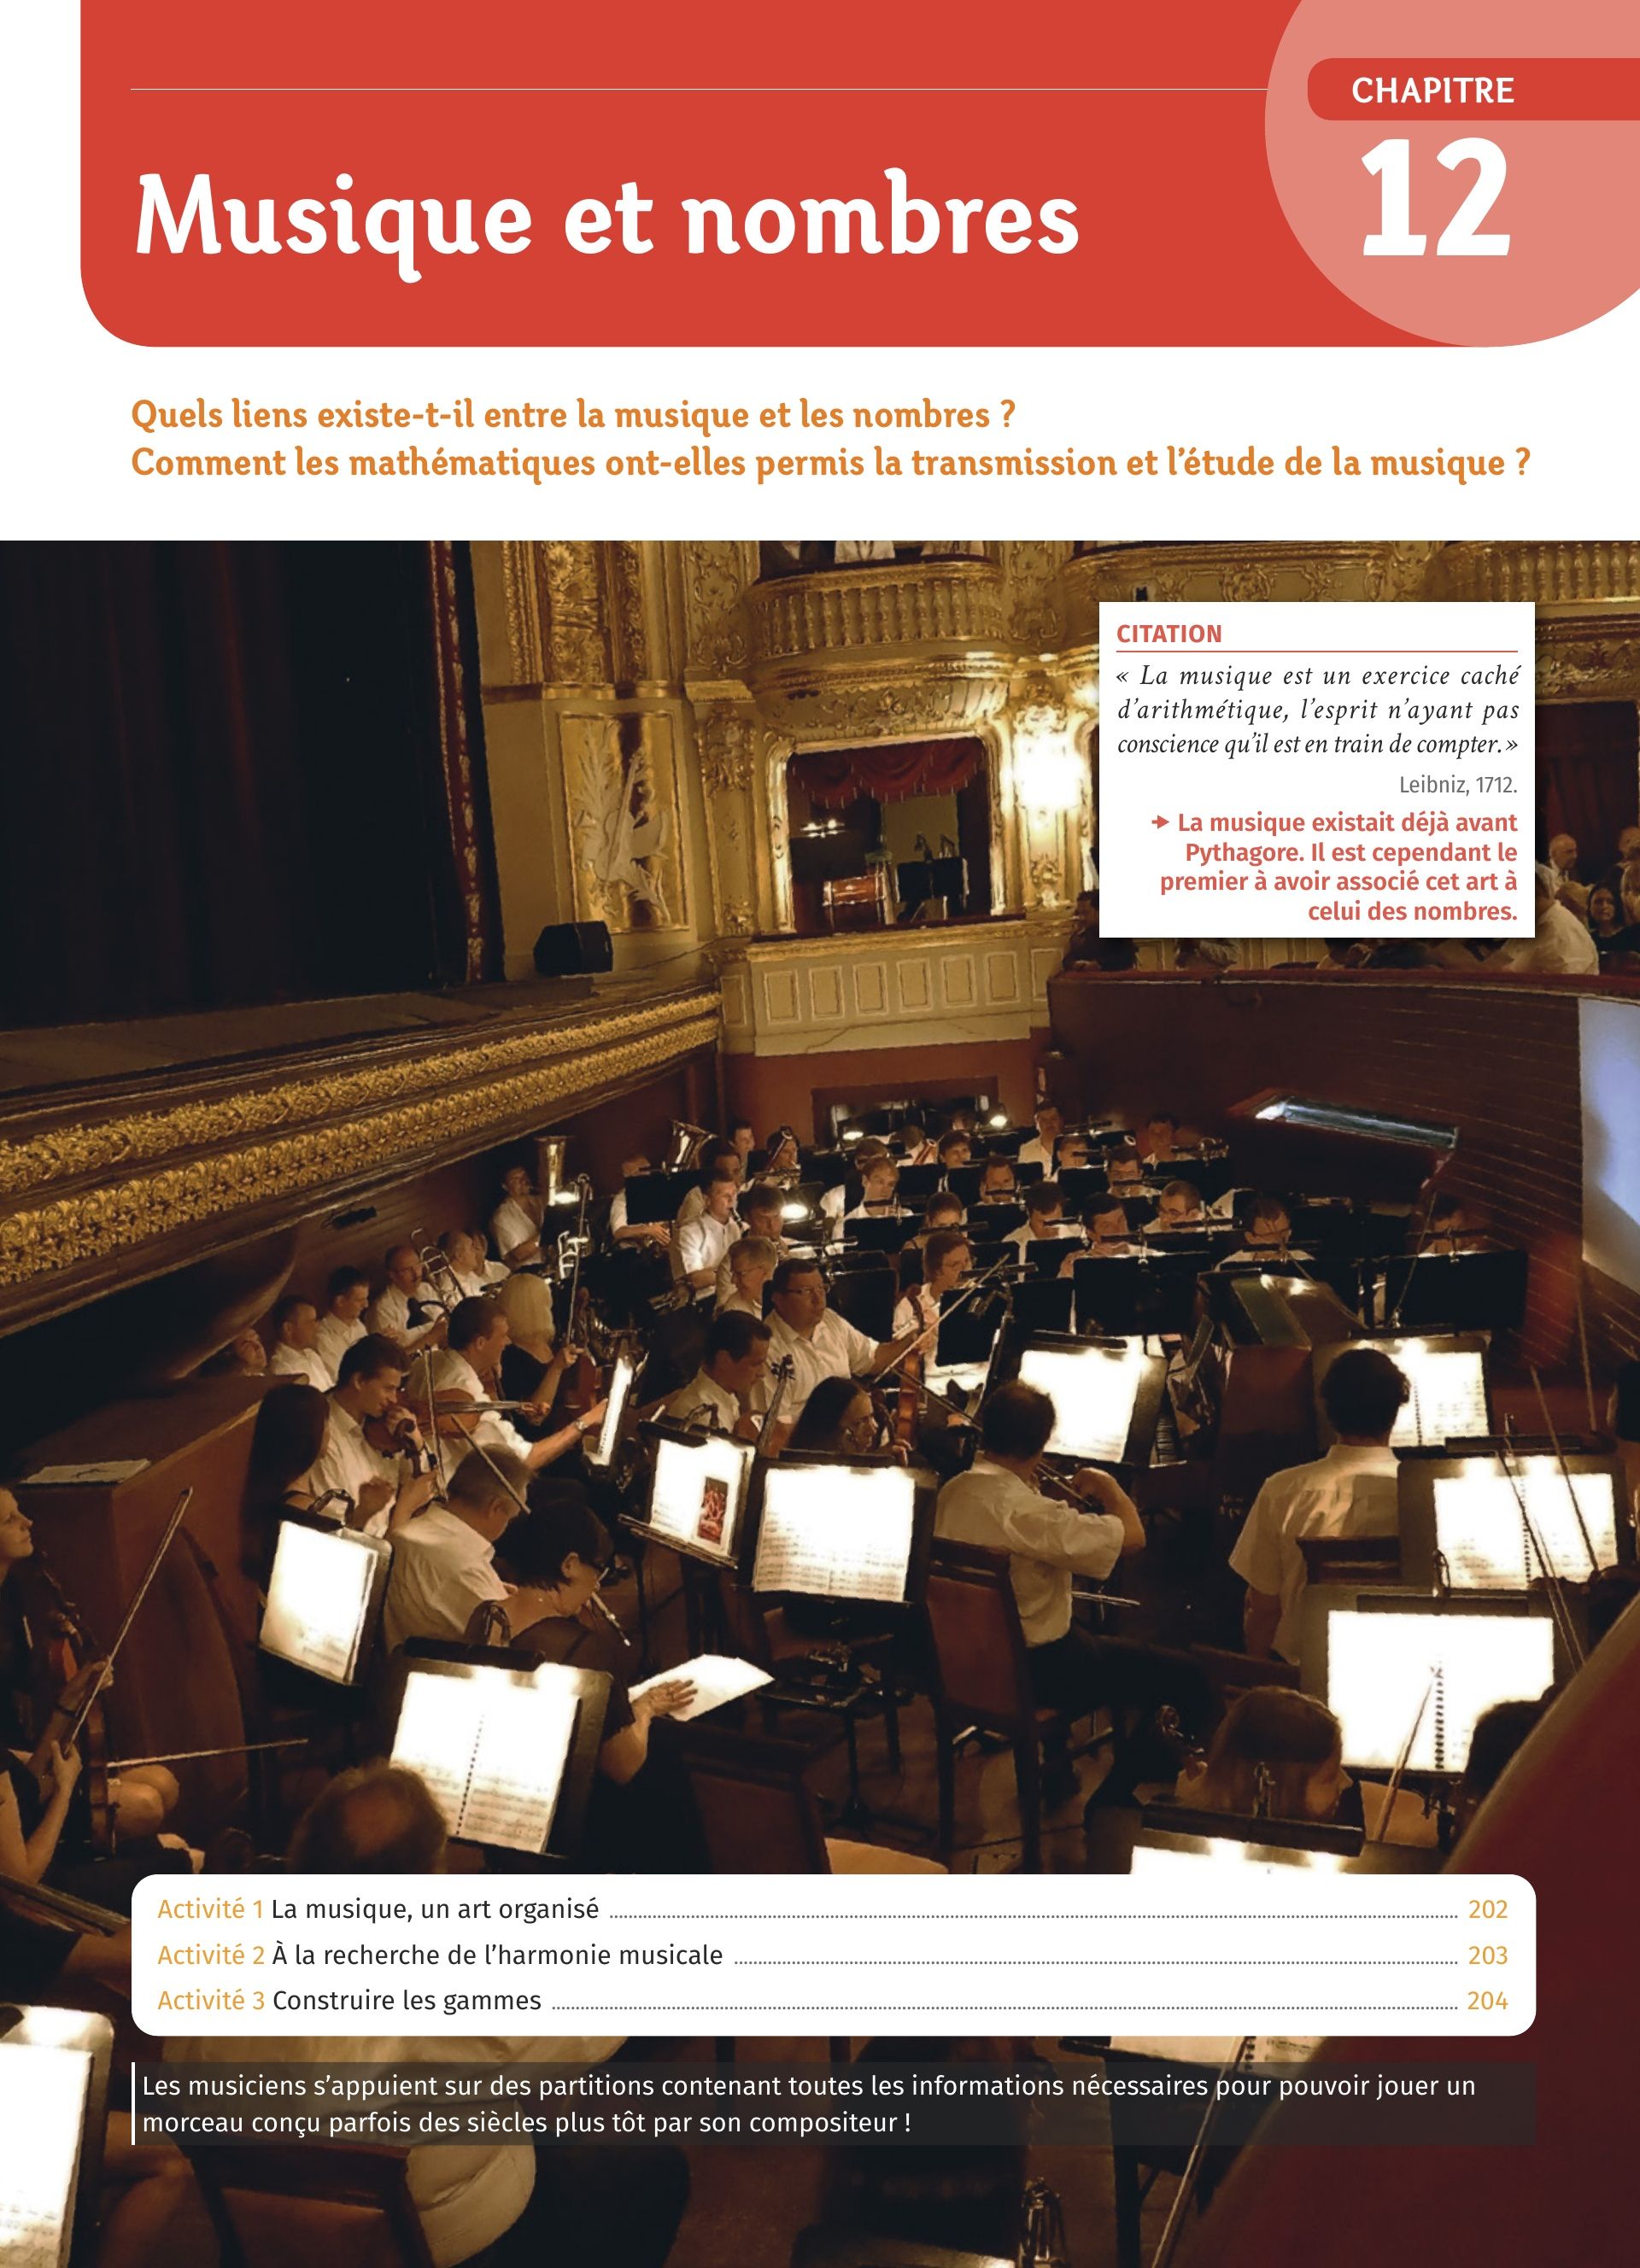 CHAPITRE
12
Musique et nombres
Quels liens existe-t-il entre la musique et les nombres ?
Comment les mathématiques ont-elles permis la transmission et l’étude de la musique ?
CITATION
« La musique est un exercice caché
d’arithmétique, l’esprit n’ayant pas
conscience qu’il est en train de compter.»
Leibniz, 1712.
➔ La musique existait déjà avant
Pythagore. Il est cependant le
premier à avoir associé cet art à
celui des nombres.
Activité 1 La musique, un art organisé 202
Activité 2 À la recherche de l’harmonie musicale 203
Activité 3 Construire les gammes 204
Les musiciens s’appuient sur des partitions contenant toutes les informations nécessaires pour pouvoir jouer un
morceau conçu parfois des siècles plus tôt par son compositeur !